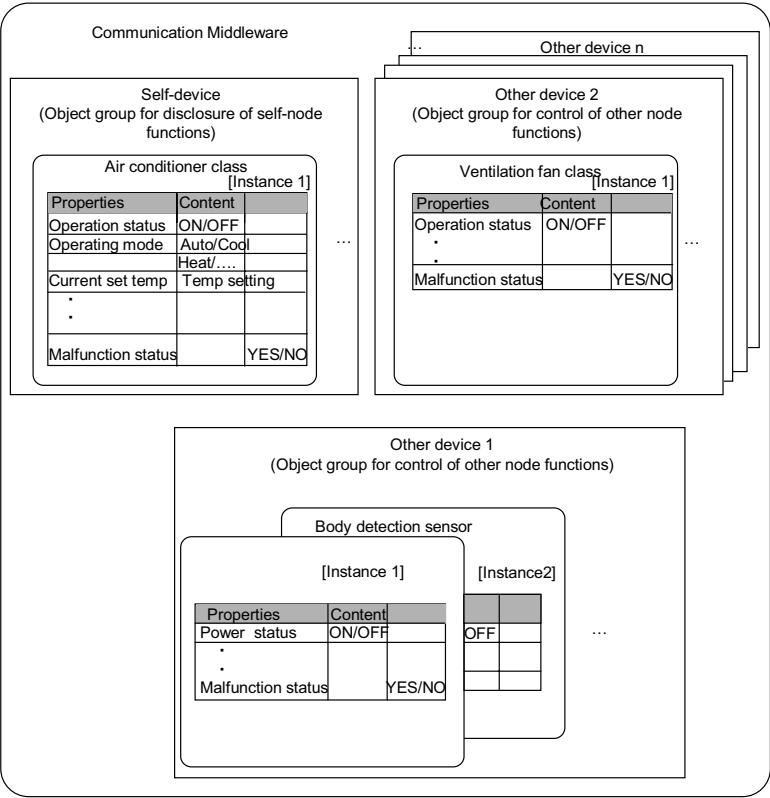 Communication Middleware
… Other device n
Self-device
(Object group for disclosure of self-node
functions)
Air conditioner class
[Instance 1]
Properties Content
Operation status ON/OFF
Operating mode Auto/Cool
Heat/….
Current set temp Temp setting
・
・
Malfunction status YES/NO
…
Other device 2
(Object group for control of other node
functions)
Ventilation fan class
[Instance 1]
Properties Content
Operation status ON/OFF
・
・
Malfunction status YES/NO
…
Other device 1
(Object group for control of other node functions)
Body detection sensor
[Instance 1]
Properties Content
Power status ON/OFF
・
・
Malfunction status YES/NO
[Instance2]
OFF
…